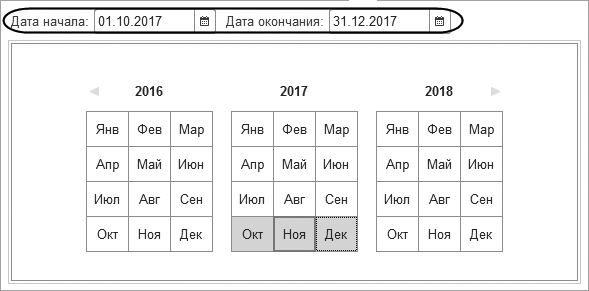 Дата начала: 01.10.2017 Дата окончания: 31.12.2017
2016 2017 2018
Янв Фев Мар Янв Фев Мар Янв Фев Мар
Апр Май Июн Апр Май Июн Апр Май Июн
Июл Авг Сен Июл Авг Сен Июл Авг Сен
Окт Ноя Дек Окт Ноя Дек Окт Ноя Дек